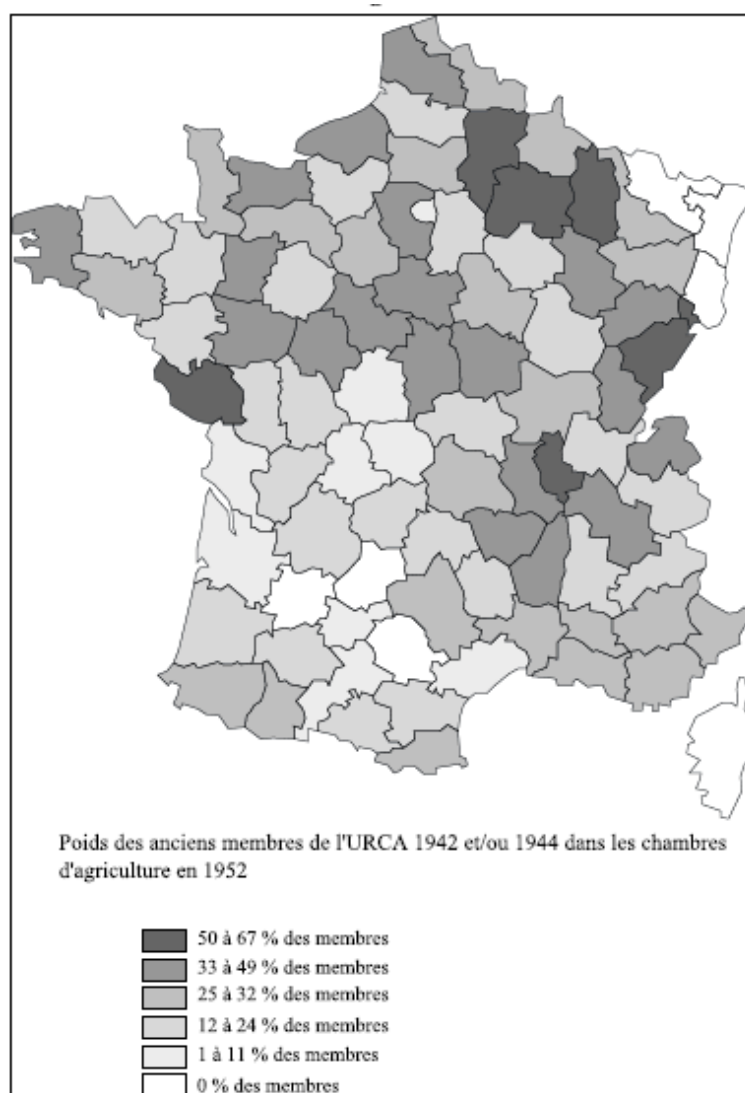 Poids des anciens membres de l'URCA 1942 et/ou 1944 dans les chambres
d'agriculture en 1952
50 à 67 % des membres
33 à 49 % des membres
25 à 32 % des membres
12 à 24 % des membres
1 à 11 % des membres
0 % des membres